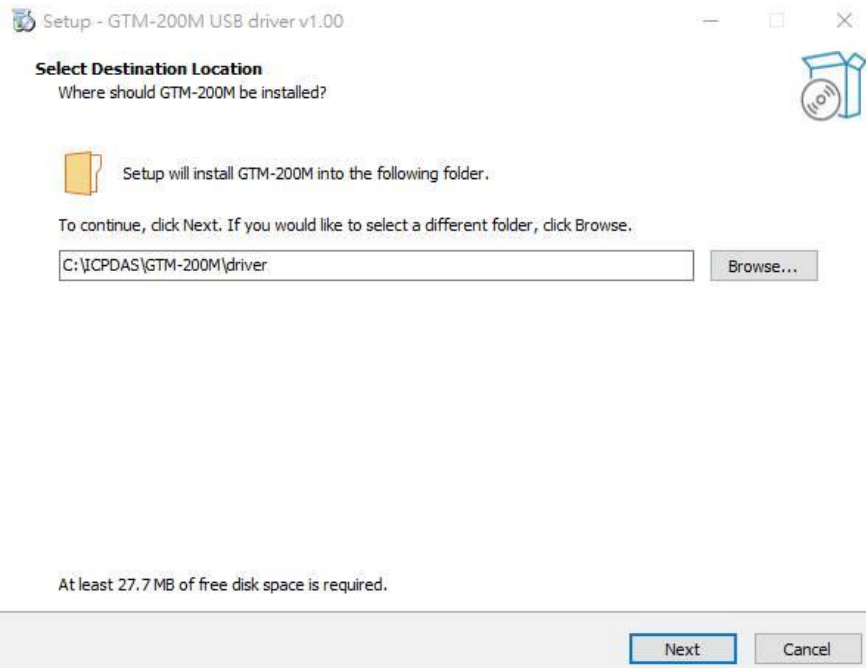 Setup - GTM-200M USB driver v1.00
Select Destination Location
Where should GTM-200M be installed?
Setup will install GTM-200M into the following folder.
To continue, click Next. If you would like to select a different folder, click Browse.
C:\ICPDAS\GTM-200M\driver
Browse...
At least 27.7 MB of free disk space is required.
Next
Cancel